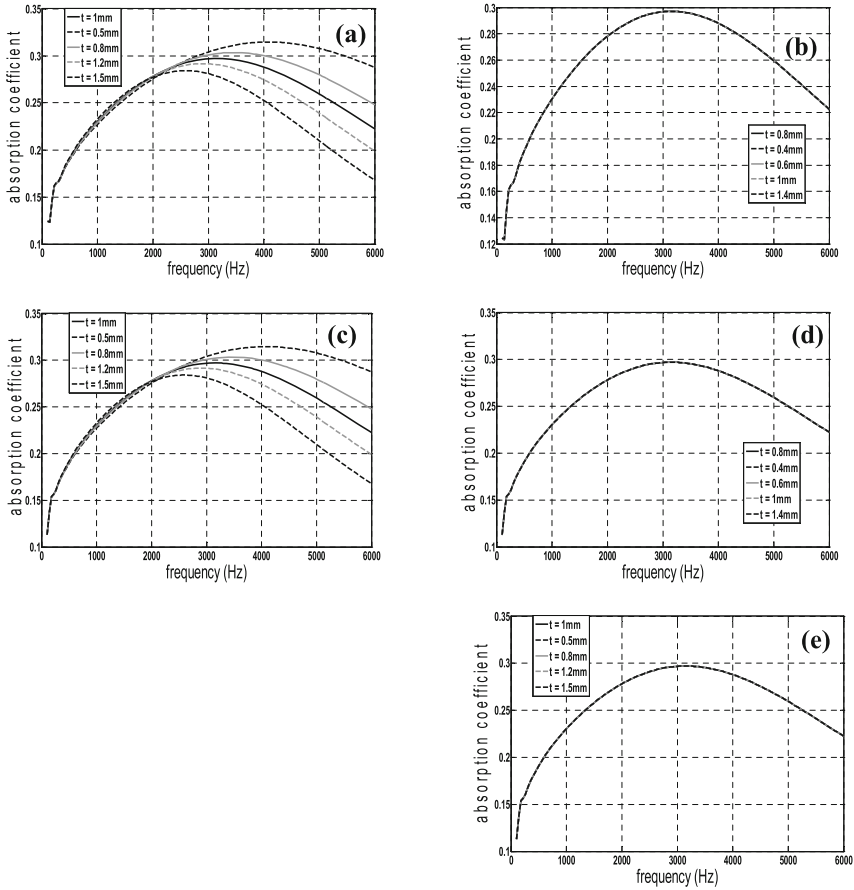 (a)
t = 1mm
t = 0.5mm
t = 0.8mm
t = 1.2mm
t = 1.5mm
absorption coefficient
0.35
0.3
0.25
0.2
0.15
0.1
0 1000 2000 3000 4000 5000 6000
frequency (Hz)
(b)
t = 0.8mm
t = 0.4mm
t = 0.6mm
t = 1mm
t = 1.4mm
absorption coefficient
0.3
0.28
0.26
0.24
0.22
0.2
0.18
0.16
0.14
0.12
0 1000 2000 3000 4000 5000 6000
frequency (Hz)
(c)
t = 1mm
t = 0.5mm
t = 0.8mm
t = 1.2mm
t = 1.5mm
absorption coefficient
0.35
0.3
0.25
0.2
0.15
0.1
0 1000 2000 3000 4000 5000 6000
frequency (Hz)
(d)
t = 0.8mm
t = 0.4mm
t = 0.6mm
t = 1mm
t = 1.4mm
absorption coefficient
0.35
0.3
0.25
0.2
0.15
0.1
0 1000 2000 3000 4000 5000 6000
frequency (Hz)
(e)
t = 1mm
t = 0.5mm
t = 0.8mm
t = 1.2mm
t = 1.5mm
absorption coefficient
0.35
0.3
0.25
0.2
0.15
0.1
0 1000 2000 3000 4000 5000 6000
frequency (Hz)